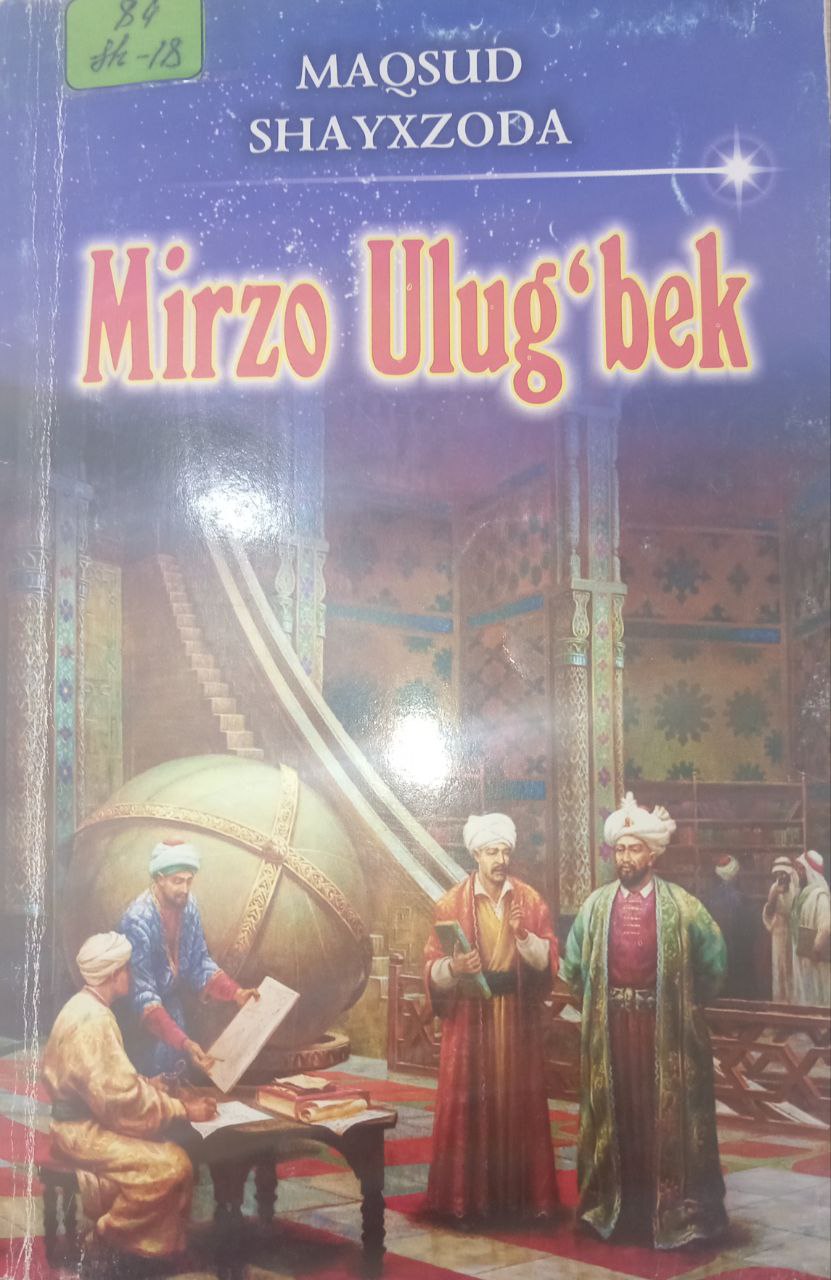 84
Sh-18
MAQSUD
SHAYXZODA
Mirzo Ulug‘bek